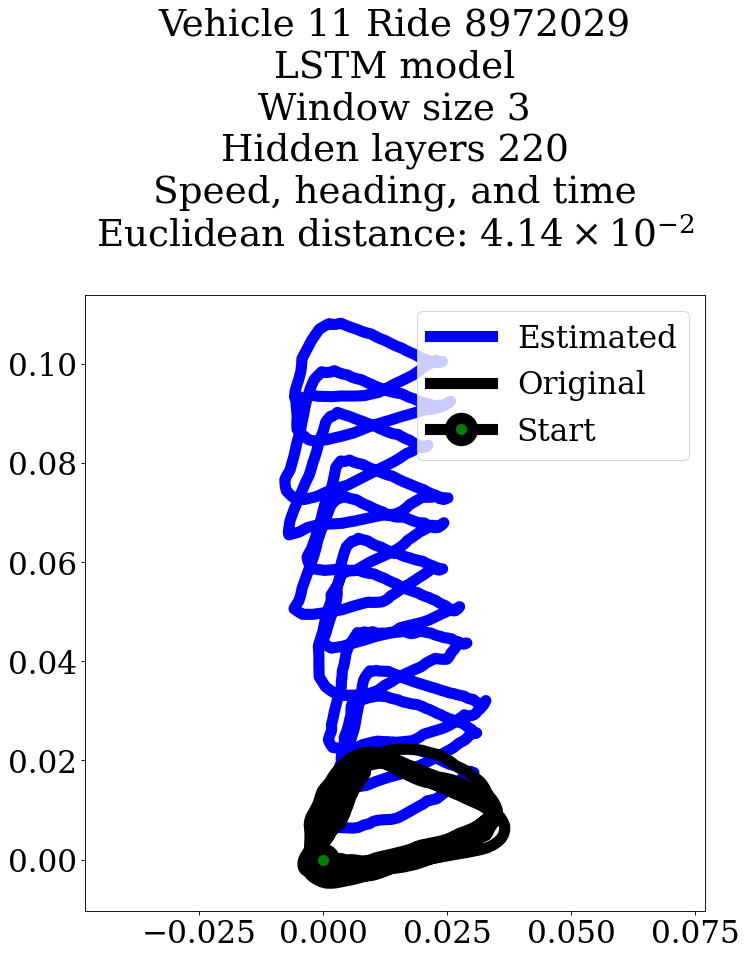 Vehicle 11 Ride 8972029
LSTM model
Window size 3
Hidden layers 220
Speed, heading, and time
Euclidean distance: 4.14 × 10⁻²
Estimated
Original
Start
0.10
0.08
0.06
0.04
0.02
0.00
−0.025 0.000 0.025 0.050 0.075